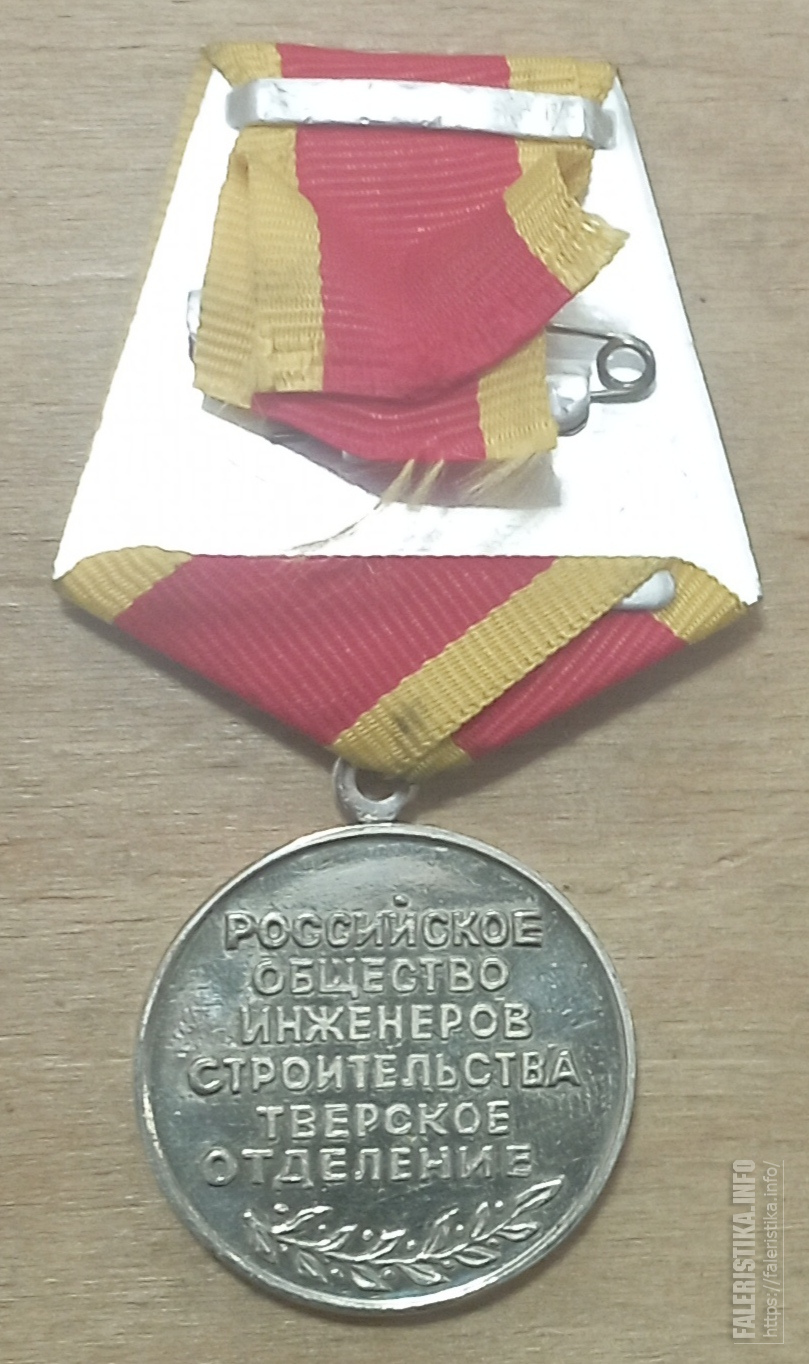 РОССИЙСКОЕ
ОБЩЕСТВО
ИНЖЕНЕРОВ
СТРОИТЕЛЬСТВА
ТВЕРСКОЕ
ОТДЕЛЕНИЕ
FALERISTIKA.INFO
https://faleristika.info/